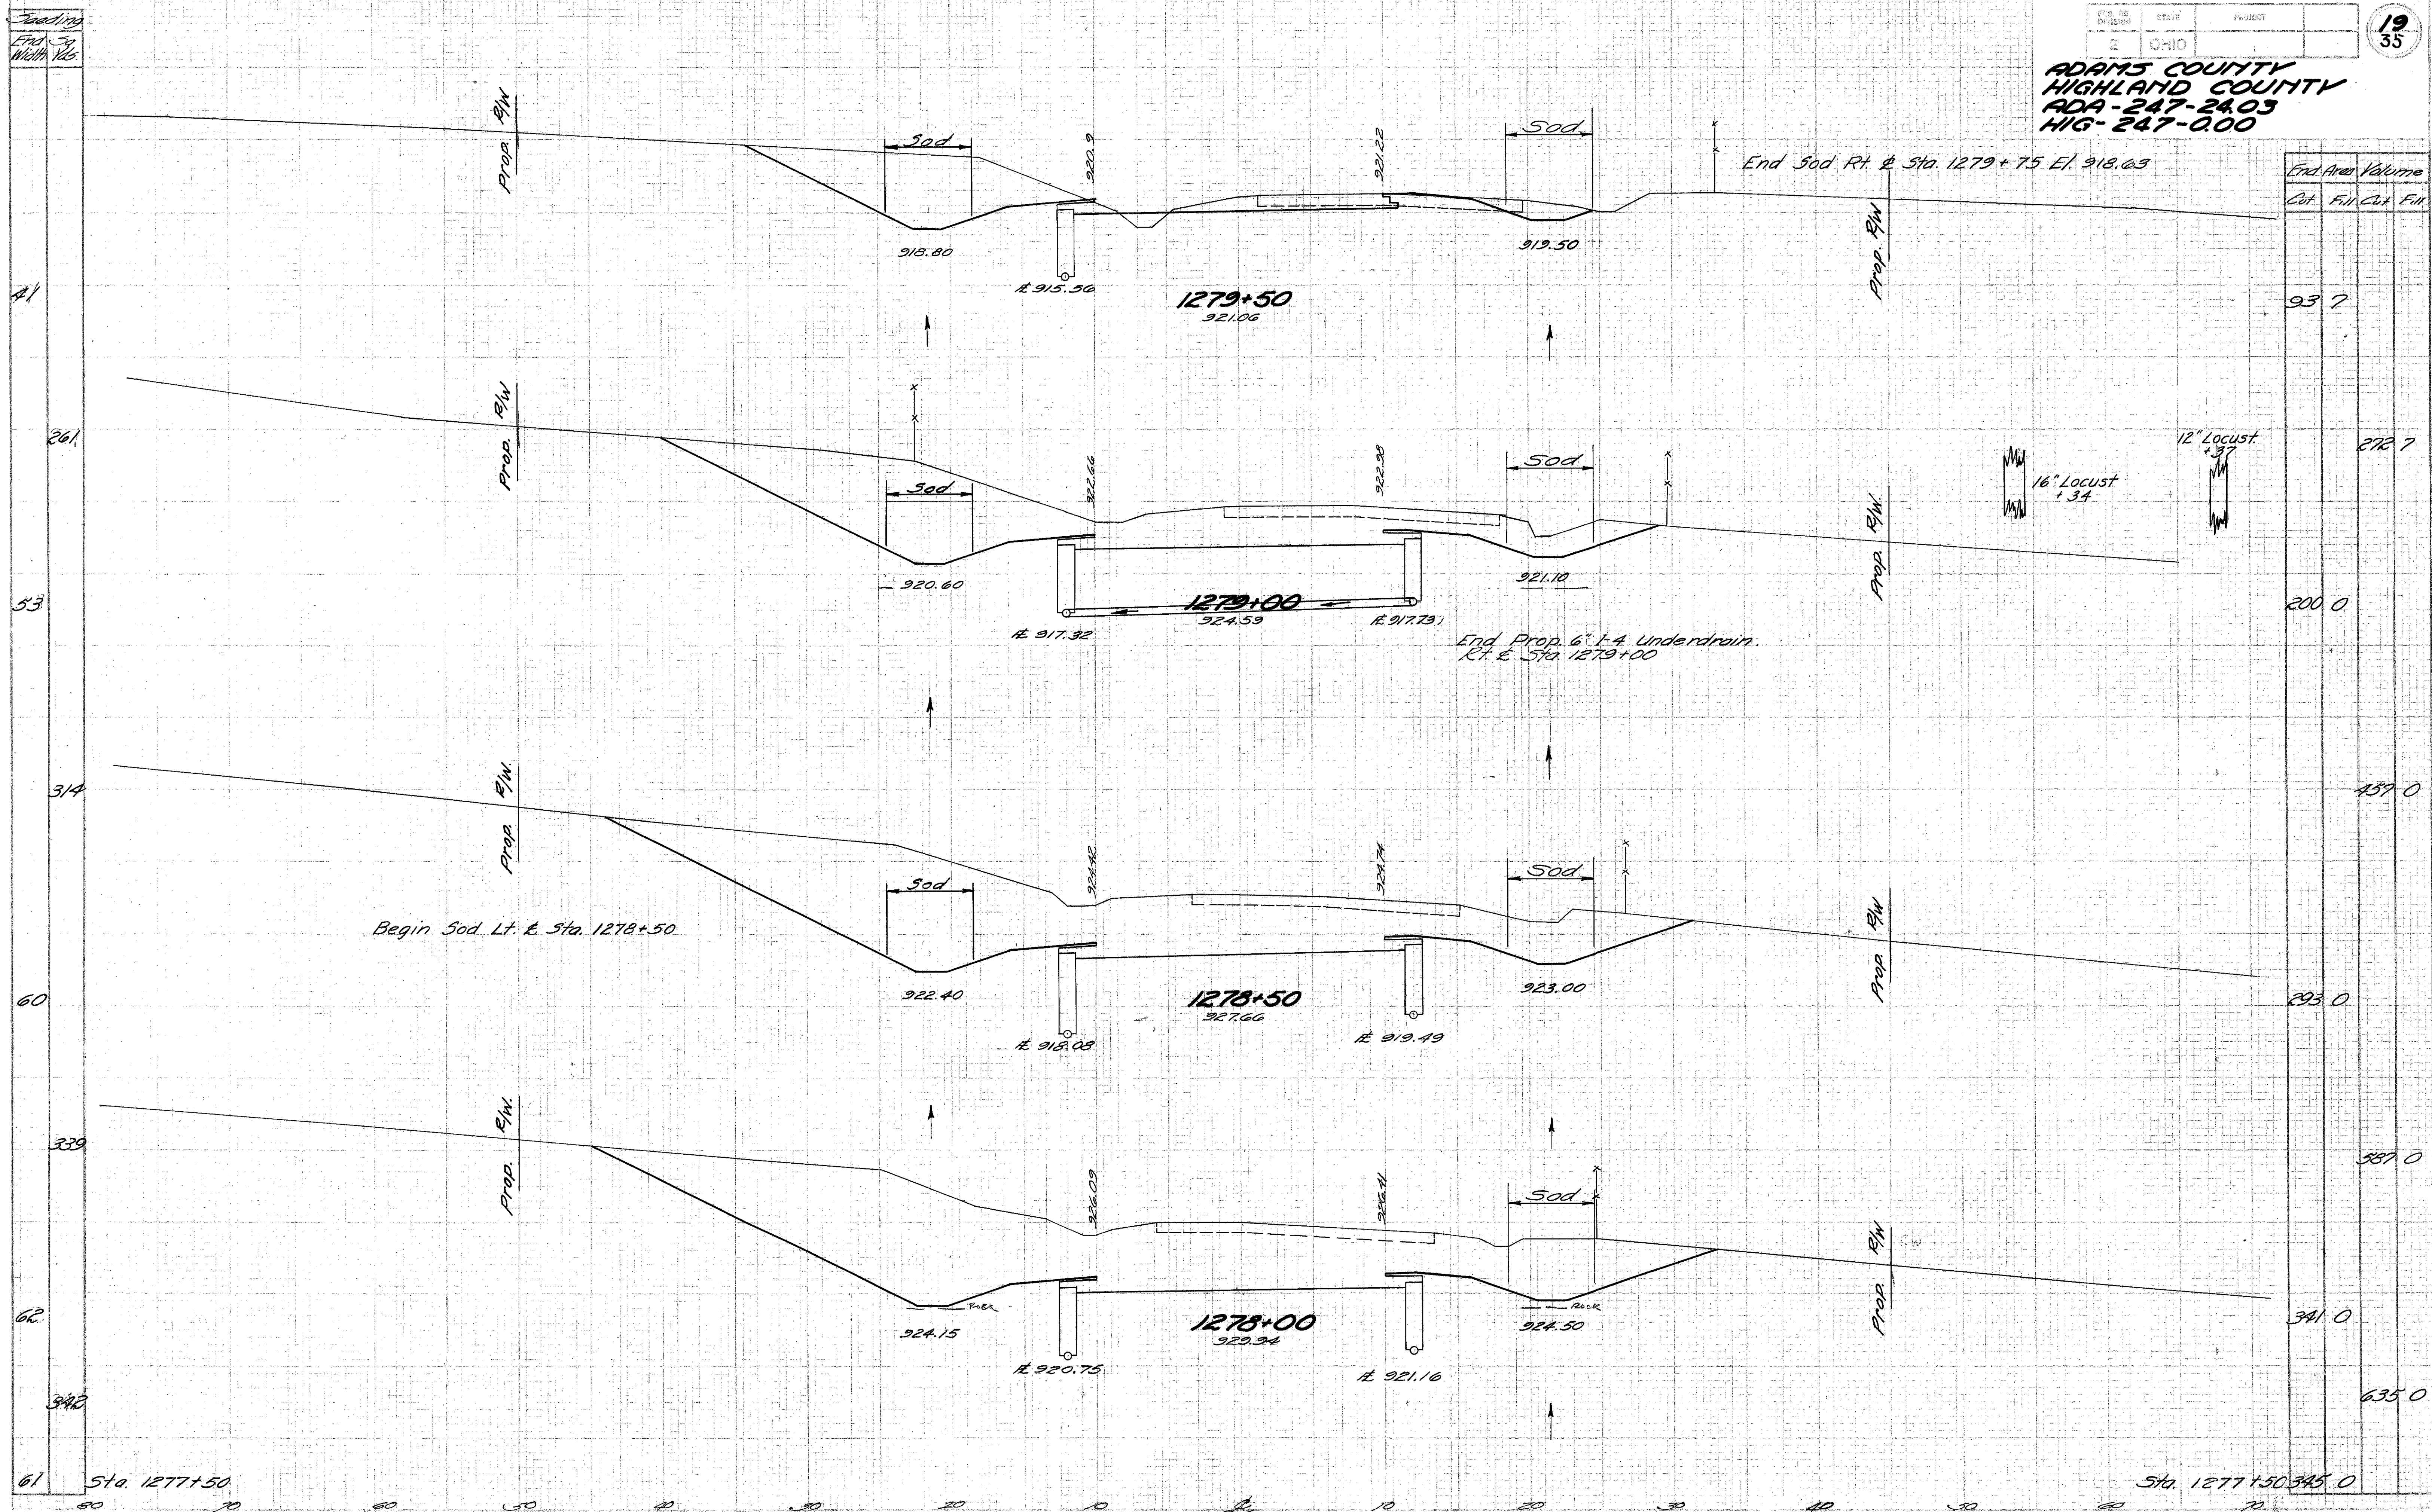 Seeding
End Sq.
Width Yds.
FED. RD. DIVISION STATE PROJECT
2 OHIO
19
35
ADAMS COUNTY
HIGHLAND COUNTY
ADA-247-24.03
HIG-247-0.00
End Area Volume
Cut Fill Cut Fill
Prop. R/W
Sod
920.9
921.22
Sod
End Sod Rt. ℄ Sta. 1279+75 El. 918.63
Prop. R/W
918.80
919.50
℄ 915.56
1279+50
921.06
41
93 7
Prop. R/W
261
Sod
922.66
922.98
Sod
Prop. R/W.
16" Locust
+34
12" Locust
+37
272 7
920.60
921.10
53
1279+00
924.59
200 0
℄ 917.32
℄ 917.73
End Prop. 6" I-4 Underdrain.
Rt. ℄ Sta. 1279+00
Prop. R/W.
314
457 0
Sod
924.42
924.74
Sod
Prop. R/W
Begin Sod Lt. ℄ Sta. 1278+50
922.40
923.00
60
1278+50
927.66
293 0
℄ 918.08
℄ 919.49
Prop. R/W.
339
587 0
926.09
926.41
Sod
Prop. R/W
Rock
Rock
924.15
924.50
62
1278+00
929.94
341 0
℄ 920.75
℄ 921.16
342
635 0
61
Sta. 1277+50
Sta. 1277+50 345 0
80 70 60 50 40 30 20 10 ℄ 10 20 30 40 50 60 70